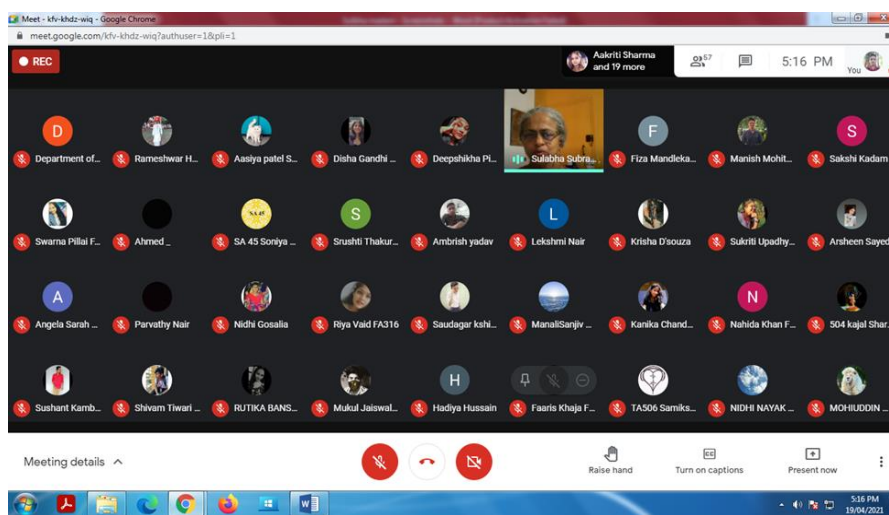 Meet - kfv-khdz-wiq - Google Chrome
meet.google.com/kfv-khdz-wiq?authuser=1&pli=1
REC
Aakriti Sharma
and 19 more
57
5:16 PM
You
D
F
S
Department of...
Rameshwar H...
Aasiya patel S...
Disha Gandhi ...
Deepshikha Pi...
Sulabha Subra...
Fiza Mandleka...
Manish Mohit...
Sakshi Kadam
SA 45
S
L
Swarna Pillai F...
Ahmed _
SA 45 Soniya ...
Srushti Thakur...
Ambrish yadav
Lekshmi Nair
Krisha D'souza
Sukriti Upadhy...
Arsheen Sayed
A
N
Angela Sarah ...
Parvathy Nair
Nidhi Gosalia
Riya Vaid FA316
Saudagar kshi...
ManaliSanjiv ...
Kanika Chand...
Nahida Khan F...
504 kajal Shar.
H
Sushant Kamb...
Shivam Tiwari ...
RUTIKA BANS...
Mukul Jaiswal...
Hadiya Hussain
Faaris Khaja F...
TA506 Samiks...
NIDHI NAYAK ...
MOHIUDDIN ...
Meeting details
Raise hand
CC
Turn on captions
Present now
5:16 PM
19/04/2021